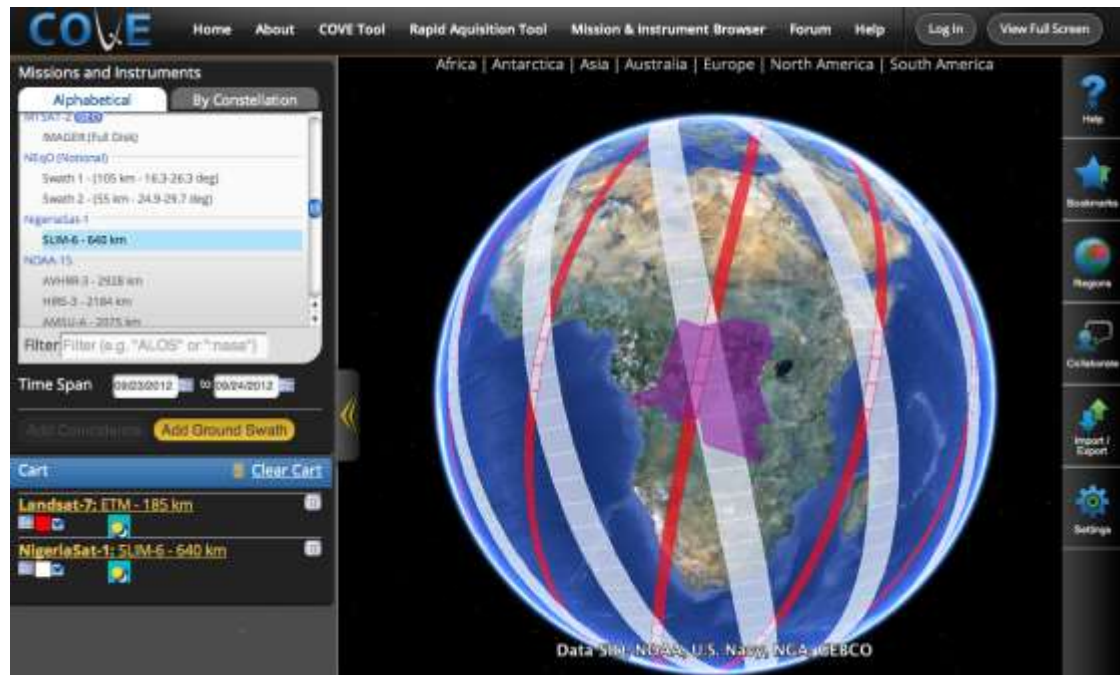 COVE
Home About COVE Tool Rapid Aquisition Tool Mission & Instrument Browser Forum Help Log In View Full Screen
Africa | Antarctica | Asia | Australia | Europe | North America | South America
Missions and Instruments
Alphabetical By Constellation
MTSAT-2 GEO
IMAGER (Full Disk)
NEqO (Notional)
Swath 1 - (105 km - 16.3-26.3 deg)
Swath 2 - (55 km - 24.9-29.7 deg)
NigeriaSat-1
SLIM-6 - 640 km
NOAA-15
AVHRR-3 - 2928 km
HIRS-3 - 2184 km
AMSU-A - 2075 km
Filter Filter (e.g. "ALOS" or ":nasa")
Time Span 09/23/2012 to 09/24/2012
Add Coincidence Add Ground Swath
Cart Clear Cart
Landsat-7: ETM - 185 km
NigeriaSat-1: SLIM-6 - 640 km
Help
Bookmarks
Regions
Collaborate
Import /
Export
Settings
Data SIO, NOAA, U.S. Navy, NGA, GEBCO